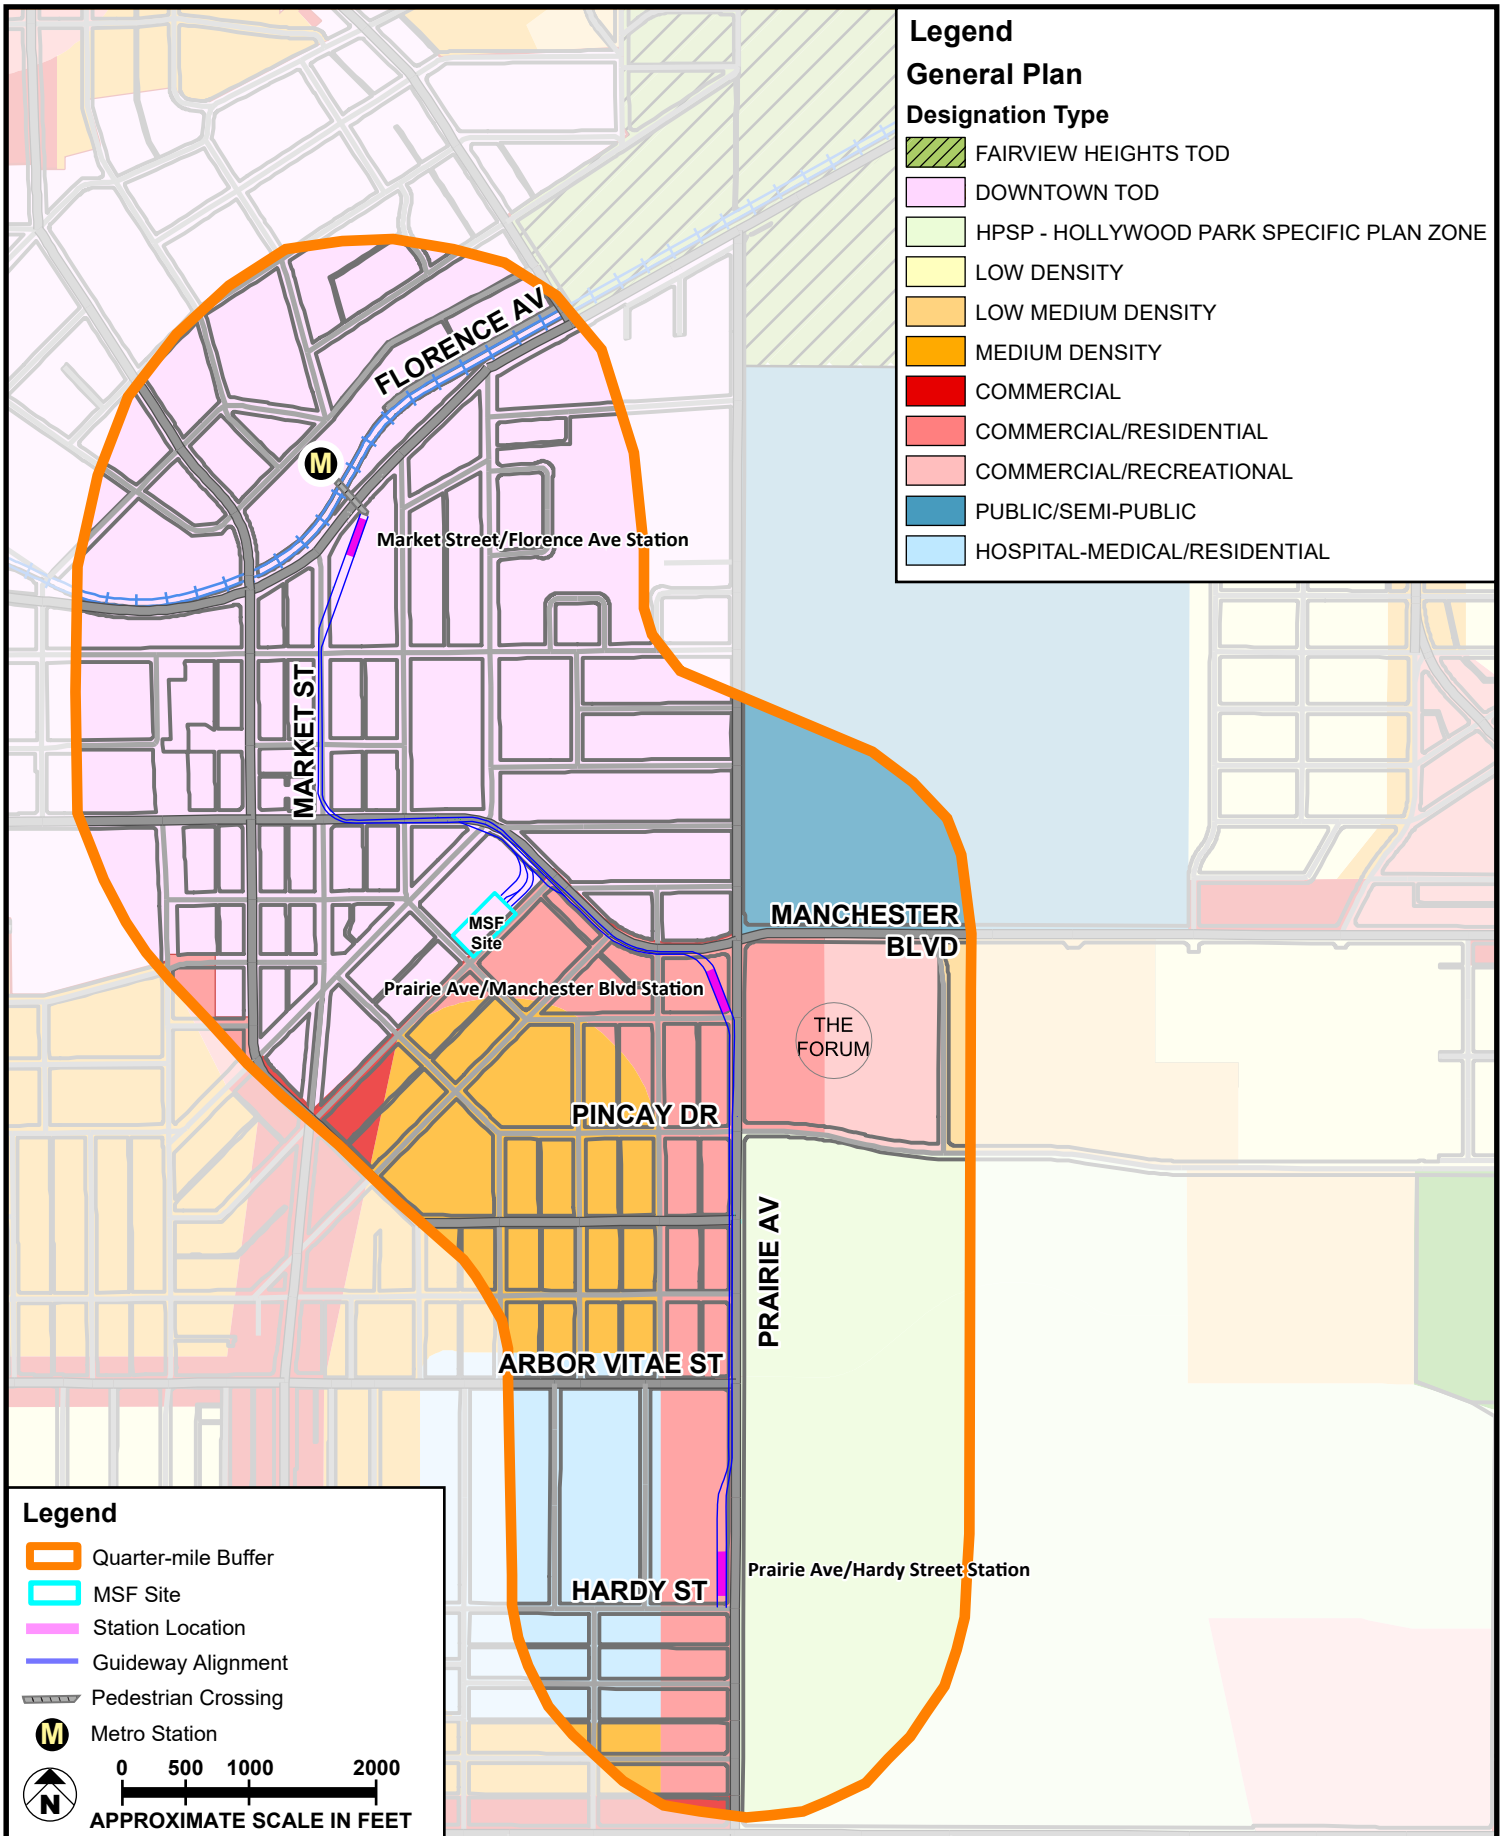 Legend
General Plan
Designation Type
FAIRVIEW HEIGHTS TOD
DOWNTOWN TOD
HPSP - HOLLYWOOD PARK SPECIFIC PLAN ZONE
LOW DENSITY
LOW MEDIUM DENSITY
MEDIUM DENSITY
COMMERCIAL
COMMERCIAL/RESIDENTIAL
COMMERCIAL/RECREATIONAL
PUBLIC/SEMI-PUBLIC
HOSPITAL-MEDICAL/RESIDENTIAL
FLORENCE AV
M
Market Street/Florence Ave Station
MARKET ST
MSF
Site
MANCHESTER
BLVD
Prairie Ave/Manchester Blvd Station
THE
FORUM
PINCAY DR
PRAIRIE AV
ARBOR VITAE ST
Prairie Ave/Hardy Street Station
HARDY ST
Legend
Quarter-mile Buffer
MSF Site
Station Location
Guideway Alignment
Pedestrian Crossing
M Metro Station
0 500 1000 2000
N
APPROXIMATE SCALE IN FEET